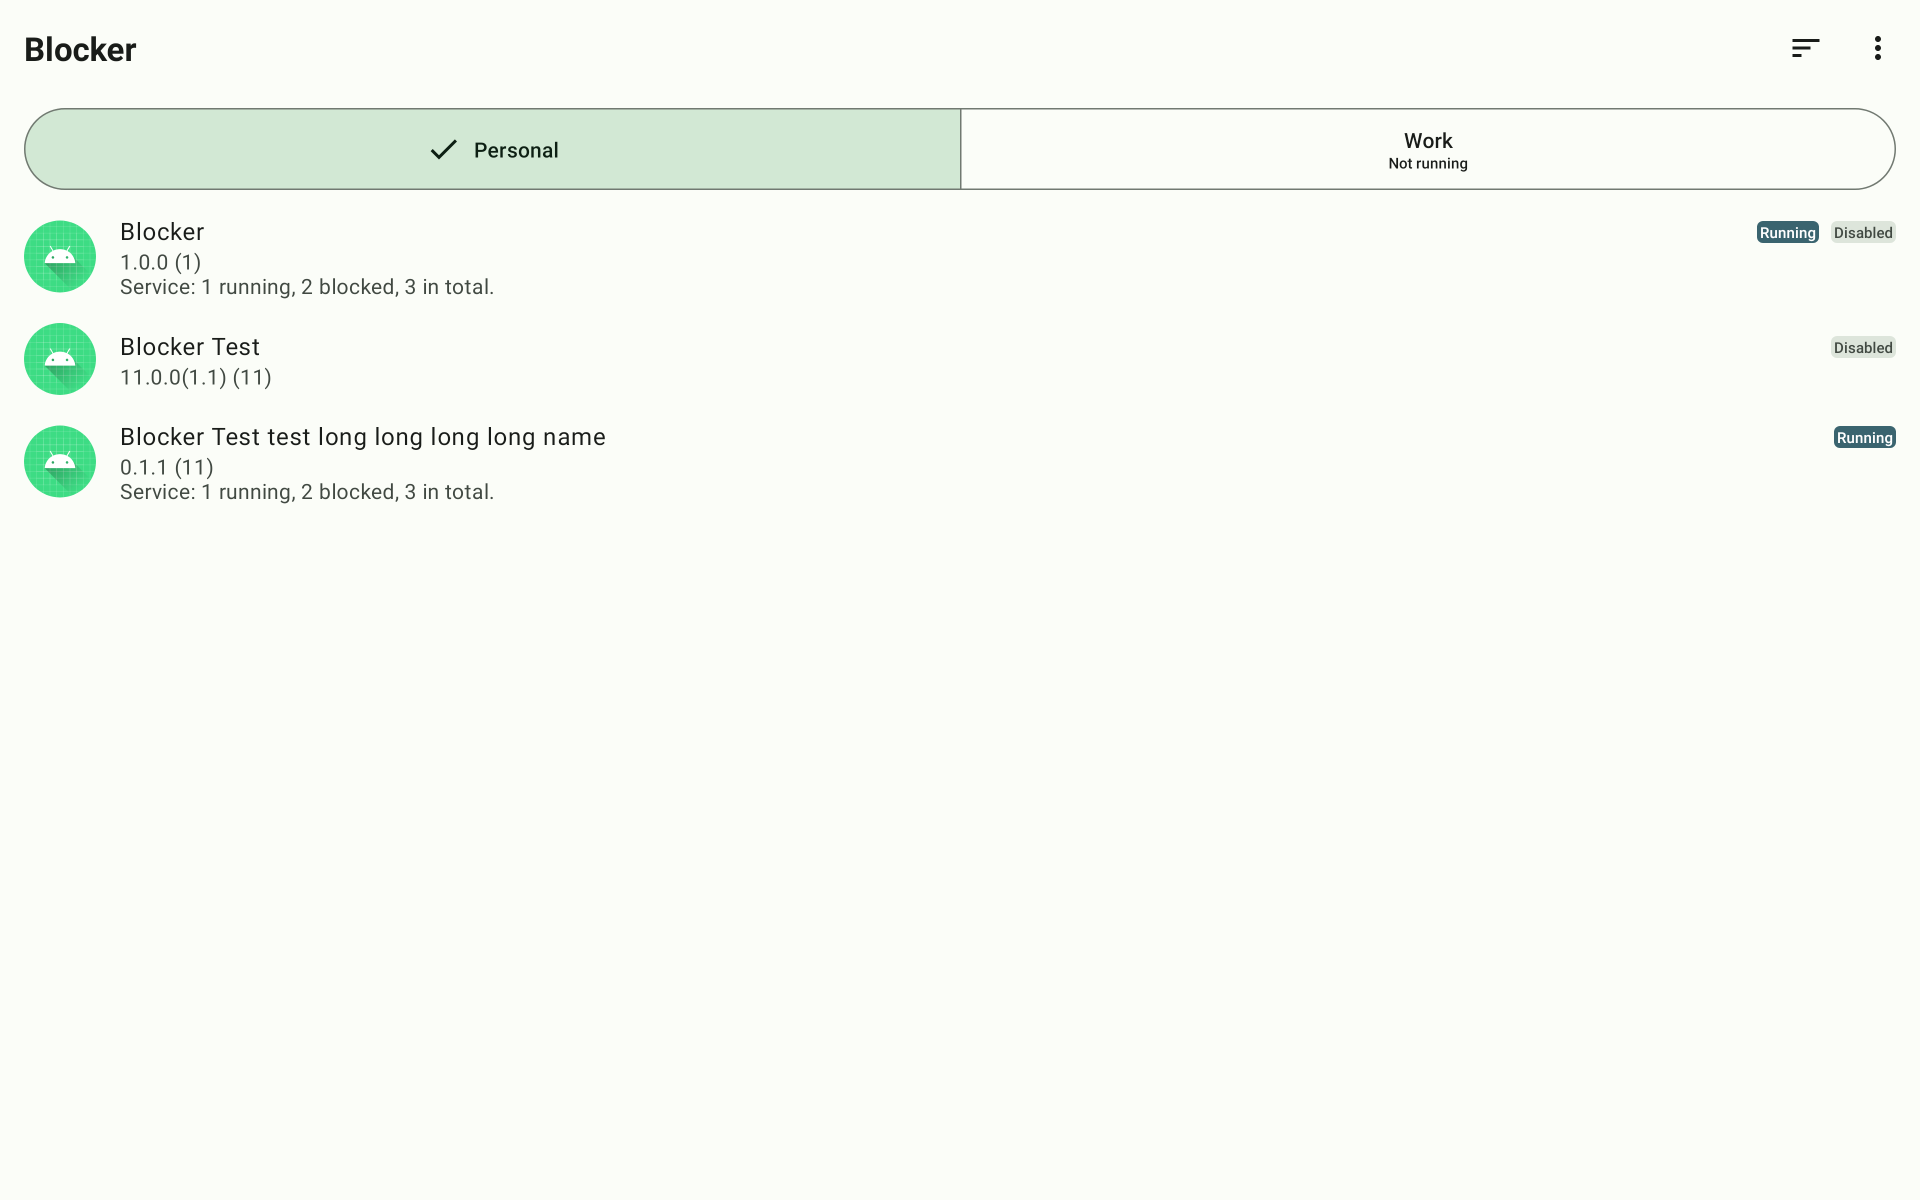 Blocker
Personal
Work
Not running
Blocker
Running
Disabled
1.0.0 (1)
Service: 1 running, 2 blocked, 3 in total.
Blocker Test
Disabled
11.0.0(1.1) (11)
Blocker Test test long long long long name
Running
0.1.1 (11)
Service: 1 running, 2 blocked, 3 in total.